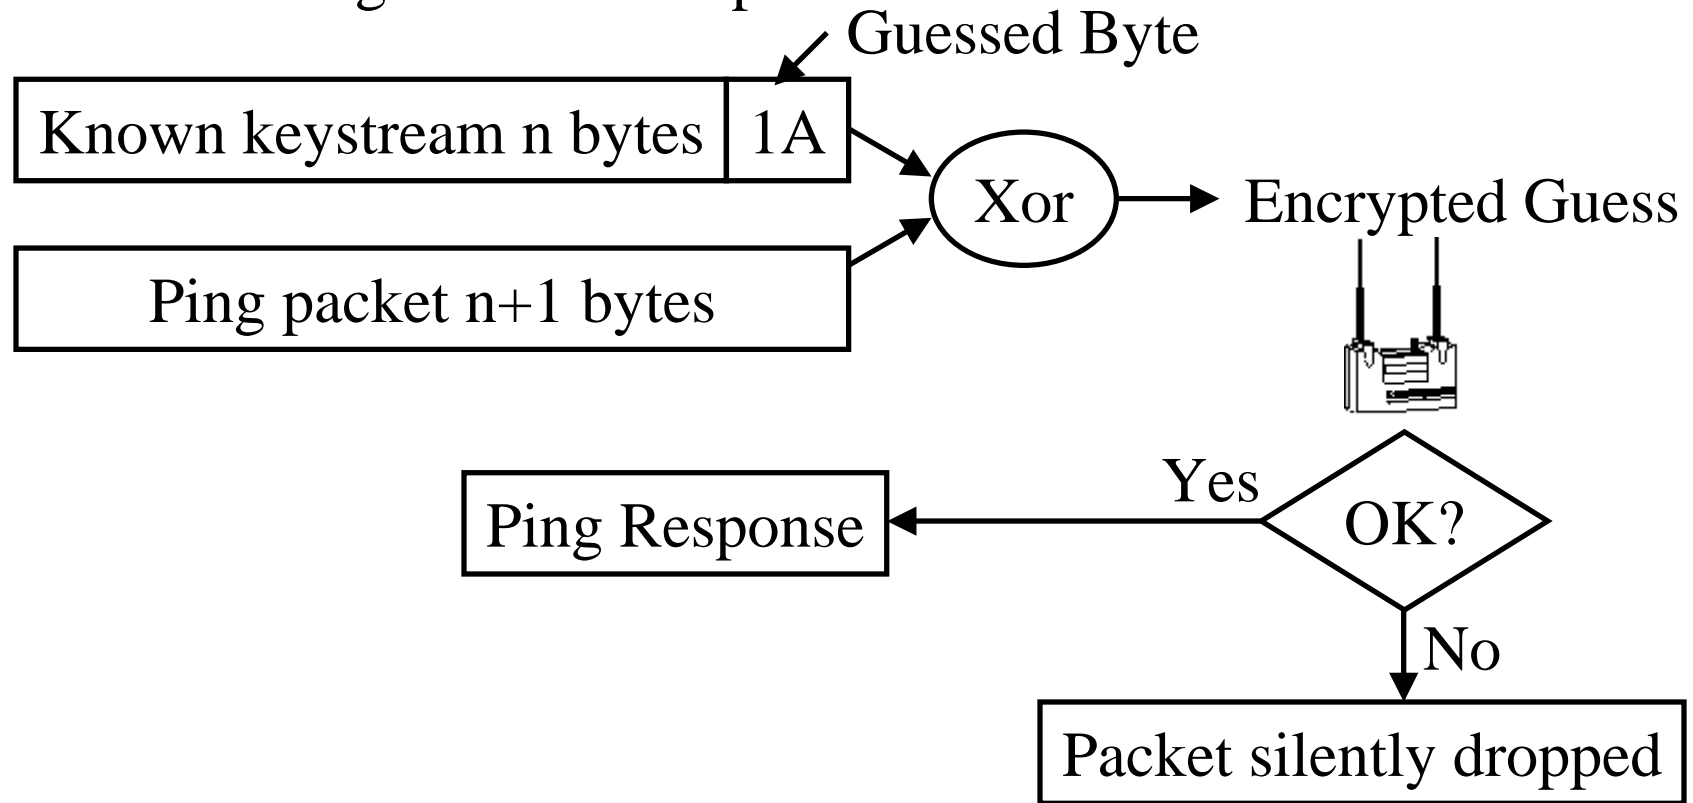 Guessed Byte
Known keystream n bytes 1A
Xor
Encrypted Guess
Ping packet n+1 bytes
Yes
OK?
Ping Response
No
Packet silently dropped